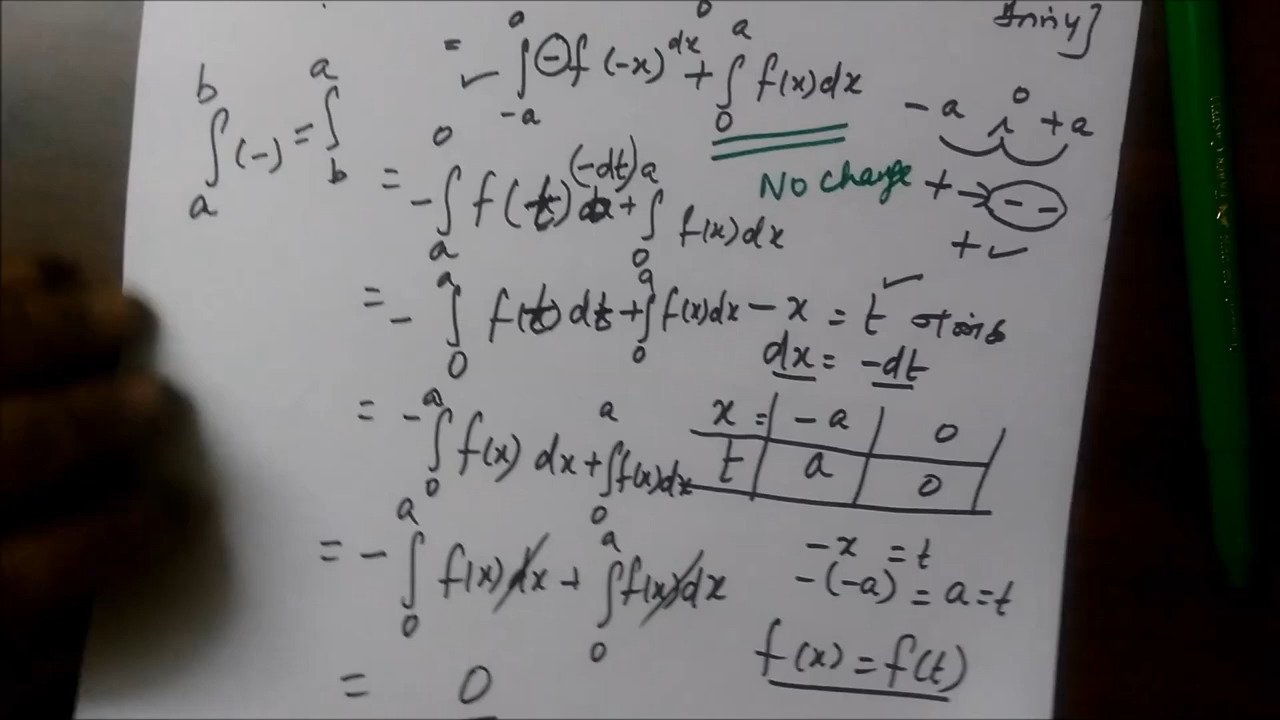 = ∫_{-a}^{0} -f(-x) dx + ∫_{0}^{a} f(x)dx
∫_{a}^{b} (-) = ∫_{b}^{a}
-a 0 +a
No change + → - -
+ ✓
= -∫_{a}^{0} f(t) (-dt) + ∫_{0}^{a} f(x)dx
= -∫_{0}^{a} f(t) dt + ∫_{0}^{a} f(x)dx
-x = t ✓
dx = -dt
= -∫_{0}^{a} f(x) dx + ∫_{0}^{a} f(x)dx
x = | -a | 0
t | a | 0
= -∫_{0}^{a} f(x)dx + ∫_{0}^{a} f(x)dx
-x = t
-(-a) = a = t
f(x) = f(t)
= 0